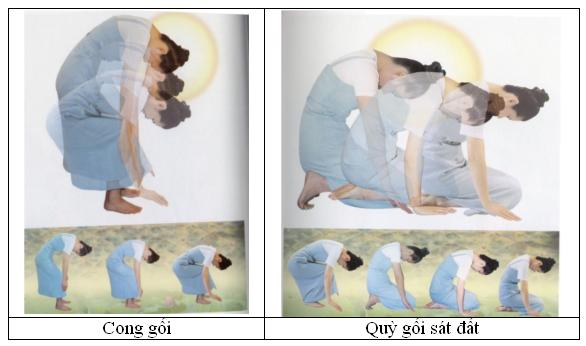 Cong gối
Quỳ gối sát đất